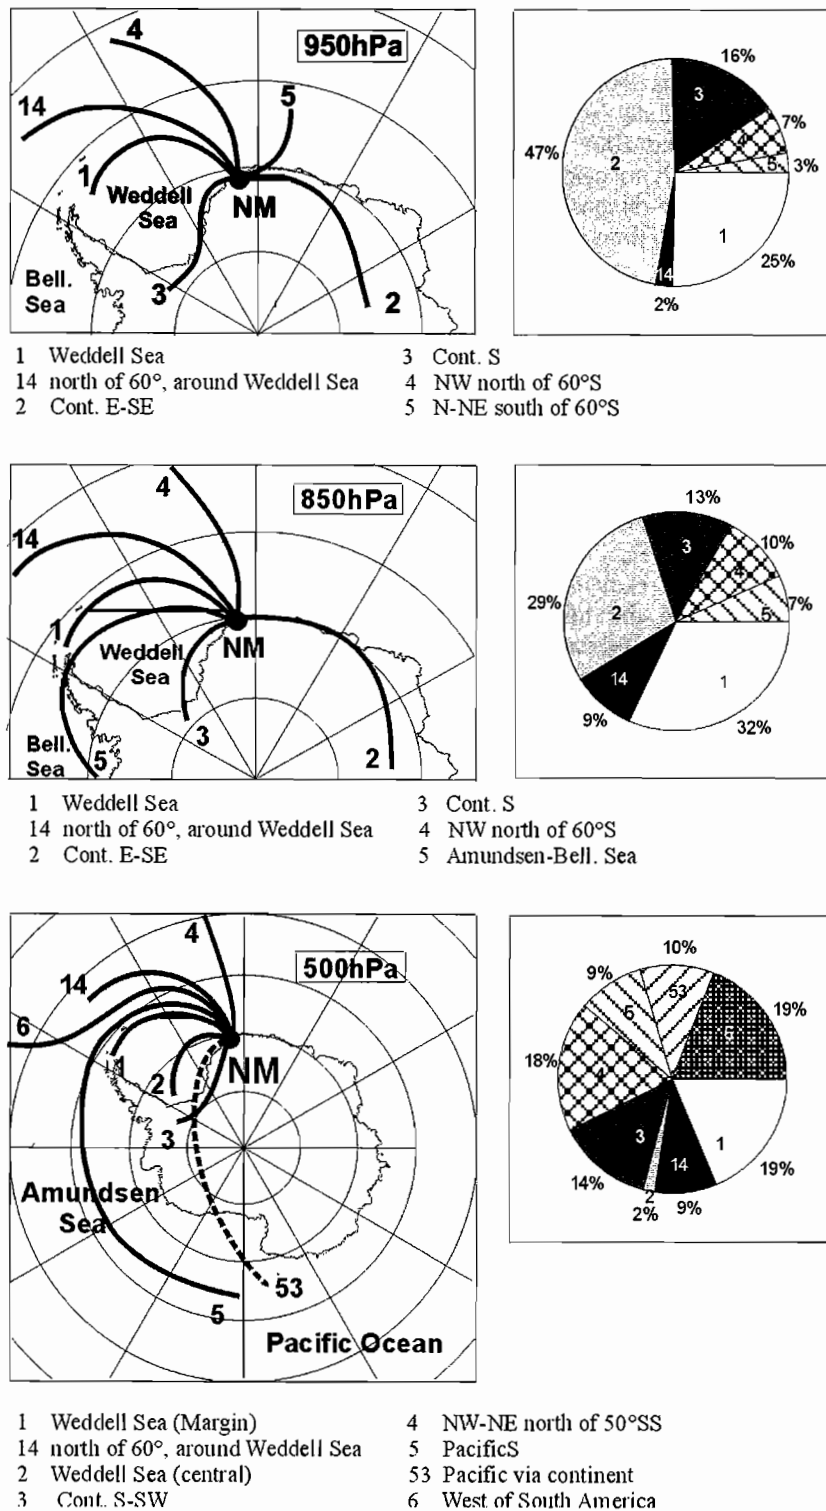 4
950hPa
14
5
1
Weddell
Sea
NM
Bell.
Sea
3
2
16%
3
7%
4
47%
2
5
3%
1
14
25%
2%
1 Weddell Sea
14 north of 60°, around Weddell Sea
2 Cont. E-SE
3 Cont. S
4 NW north of 60°S
5 N-NE south of 60°S
4
850hPa
14
1
Weddell
Sea
NM
Bell.
Sea
5
3
2
13%
3
10%
4
29%
2
7%
5
14
1
9%
32%
1 Weddell Sea
14 north of 60°, around Weddell Sea
2 Cont. E-SE
3 Cont. S
4 NW north of 60°S
5 Amundsen-Bell. Sea
4
500hPa
14
6
1
2
NM
3
Amundsen
Sea
5
53
Pacific Ocean
10%
9%
53
19%
6
5
18%
4
3
1
14
14%
2
2%
9%
19%
1 Weddell Sea (Margin)
14 north of 60°, around Weddell Sea
2 Weddell Sea (central)
3 Cont. S-SW
4 NW-NE north of 50°SS
5 PacificS
53 Pacific via continent
6 West of South America